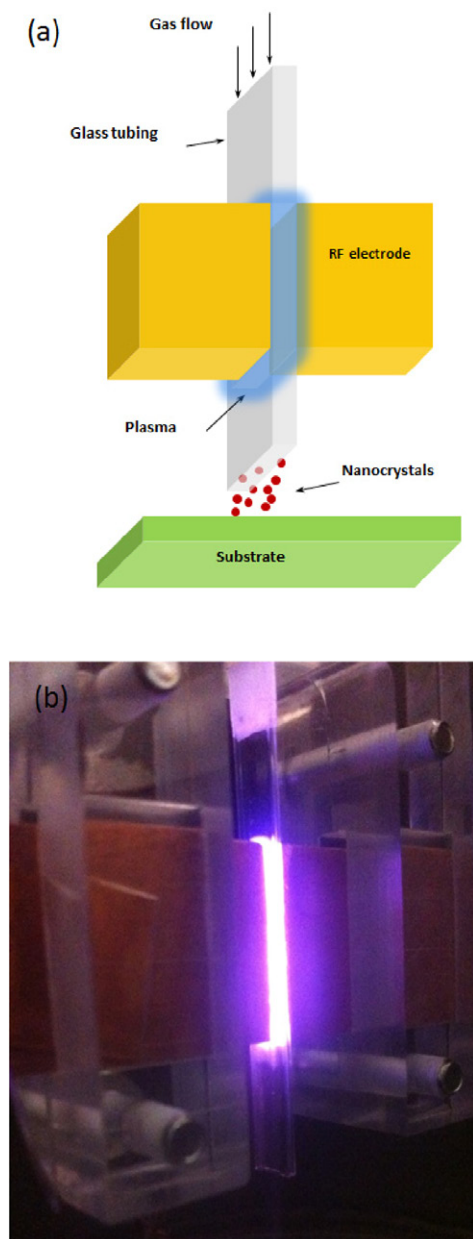 (a)
Gas flow
Glass tubing
RF electrode
Plasma
Nanocrystals
Substrate
(b)